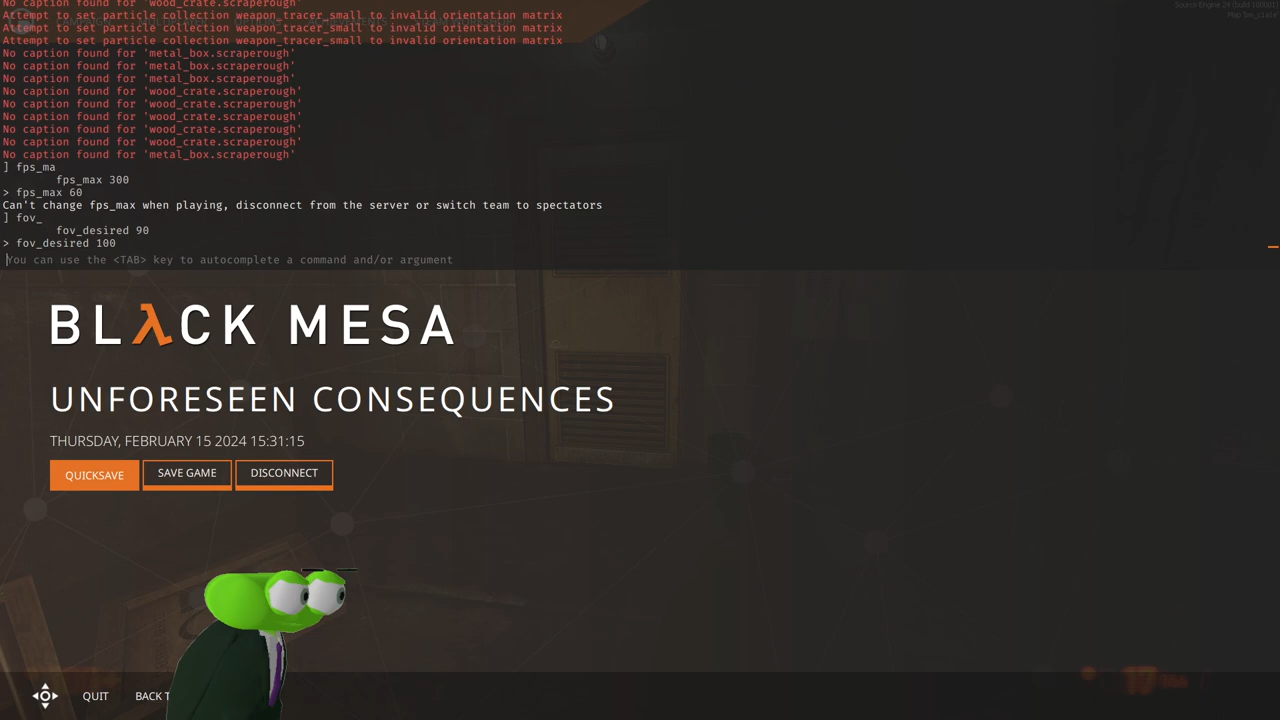 No caption found for 'wood_crate.scraperough'
Attempt to set particle collection weapon_tracer_small to invalid orientation matrix
Attempt to set particle collection weapon_tracer_small to invalid orientation matrix
Attempt to set particle collection weapon_tracer_small to invalid orientation matrix
No caption found for 'metal_box.scraperough'
No caption found for 'metal_box.scraperough'
No caption found for 'metal_box.scraperough'
No caption found for 'wood_crate.scraperough'
No caption found for 'wood_crate.scraperough'
No caption found for 'wood_crate.scraperough'
No caption found for 'wood_crate.scraperough'
No caption found for 'wood_crate.scraperough'
No caption found for 'metal_box.scraperough'
] fps_ma
fps_max 300
> fps_max 60
Can't change fps_max when playing, disconnect from the server or switch team to spectators
] fov_
fov_desired 90
> fov_desired 100
You can use the <TAB> key to autocomplete a command and/or argument
BLλCK MESA
UNFORESEEN CONSEQUENCES
THURSDAY, FEBRUARY 15 2024 15:31:15
QUICKSAVE SAVE GAME DISCONNECT
QUIT BACK T